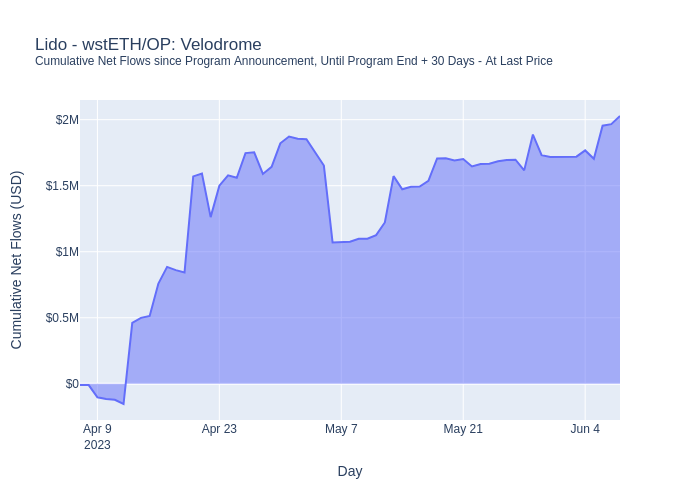 Lido - wstETH/OP: Velodrome
Cumulative Net Flows since Program Announcement, Until Program End + 30 Days - At Last Price
Cumulative Net Flows (USD)
$2M
$1.5M
$1M
$0.5M
$0
Apr 9
2023
Apr 23
May 7
May 21
Jun 4
Day